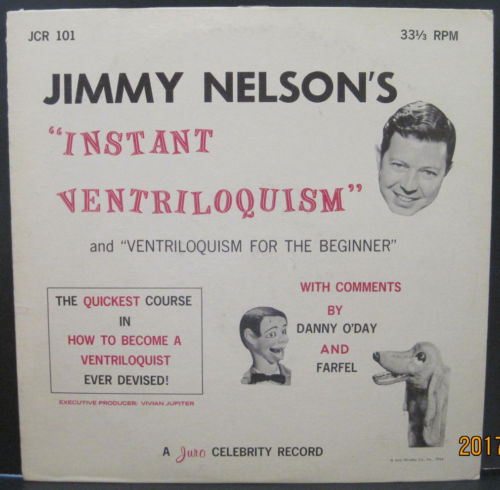 JCR 101
33⅓ RPM
JIMMY NELSON'S
"INSTANT
VENTRILOQUISM"
and "VENTRILOQUISM FOR THE BEGINNER"
THE QUICKEST COURSE
IN
HOW TO BECOME A
VENTRILOQUIST
EVER DEVISED!
EXECUTIVE PRODUCER: VIVIAN JUPITER
WITH COMMENTS
BY
DANNY O'DAY
AND
FARFEL
A Juro CELEBRITY RECORD
2017